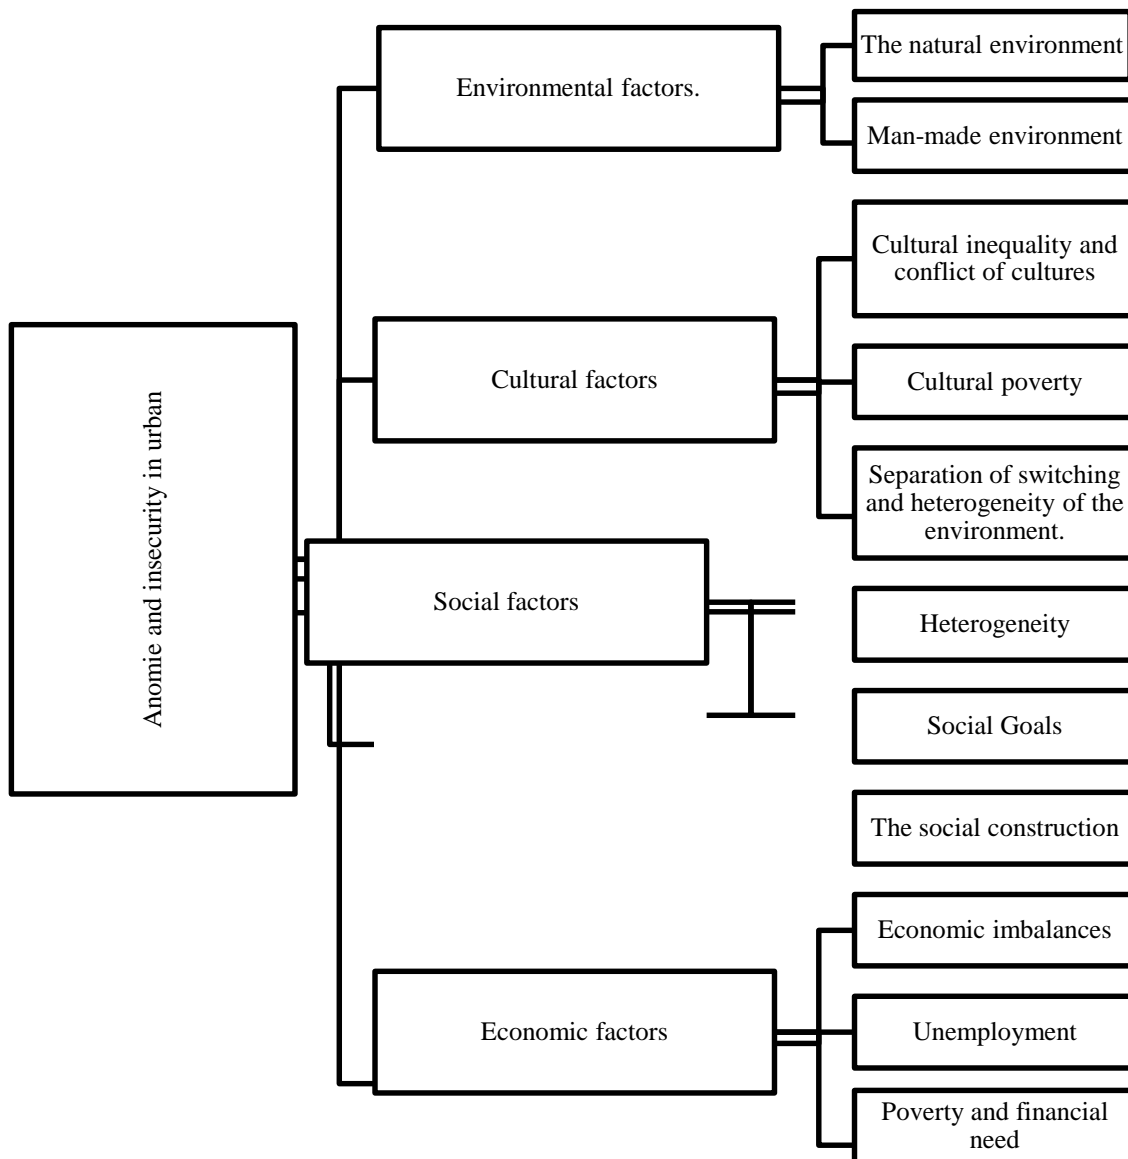 Anomie and insecurity in urban
Environmental factors.
The natural environment
Man-made environment
Cultural factors
Cultural inequality and
conflict of cultures
Cultural poverty
Separation of switching
and heterogeneity of the
environment.
Social factors
Heterogeneity
Social Goals
The social construction
Economic factors
Economic imbalances
Unemployment
Poverty and financial
need